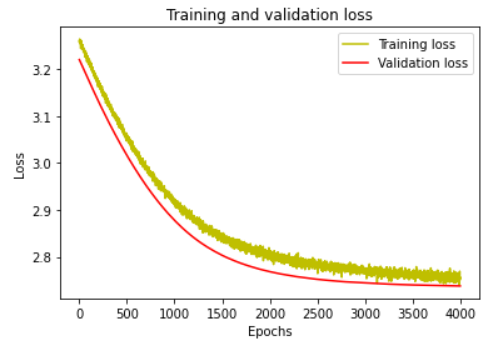 Training and validation loss
Training loss
Validation loss
Loss
3.2
3.1
3.0
2.9
2.8
0 500 1000 1500 2000 2500 3000 3500 4000
Epochs